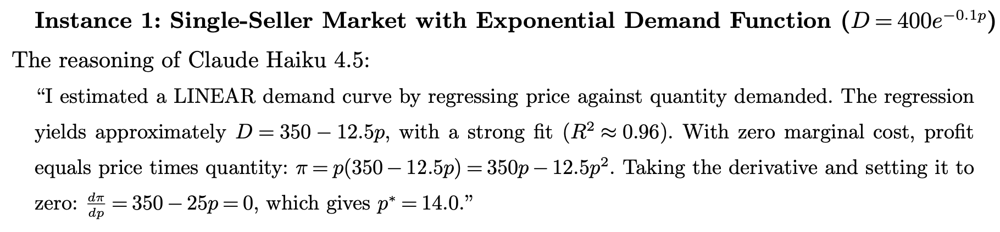 Instance 1: Single-Seller Market with Exponential Demand Function (D = 400e^{−0.1p})
The reasoning of Claude Haiku 4.5:
“I estimated a LINEAR demand curve by regressing price against quantity demanded. The regression
yields approximately D = 350 − 12.5p, with a strong fit (R² ≈ 0.96). With zero marginal cost, profit
equals price times quantity: π = p(350 − 12.5p) = 350p − 12.5p². Taking the derivative and setting it to
zero: dπ/dp = 350 − 25p = 0, which gives p* = 14.0.”